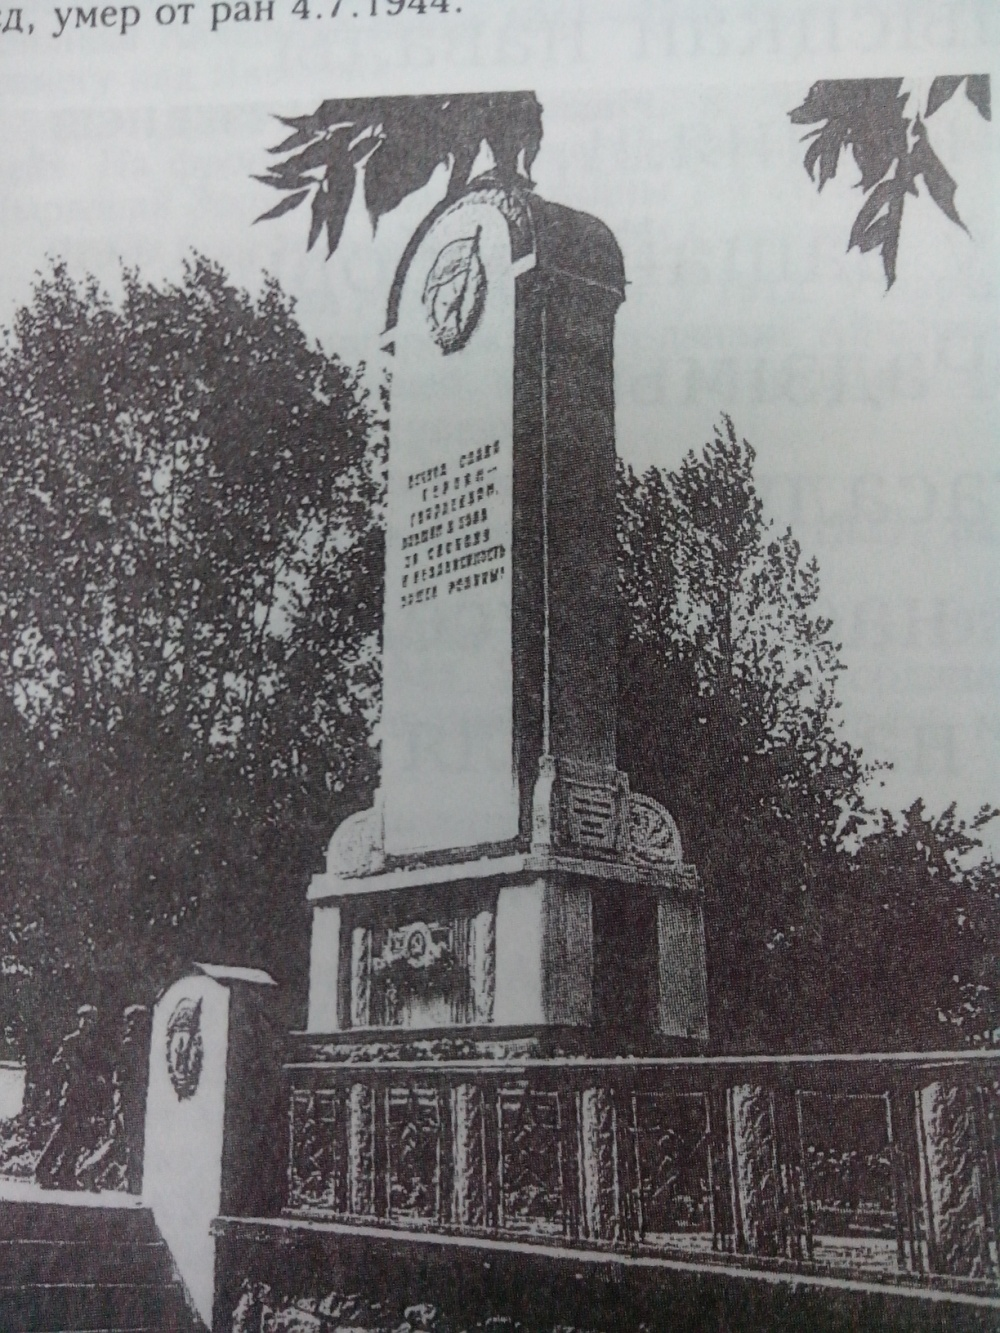 д, умер от ран 4.7.1944.
ВЕЧНАЯ СЛАВА
ГЕРОЯМ—
ГВАРДЕЙЦАМ,
ПАВШИМ В БОЯХ
ЗА СВОБОДУ
И НЕЗАВИСИМОСТЬ
НАШЕЙ РОДИНЫ!